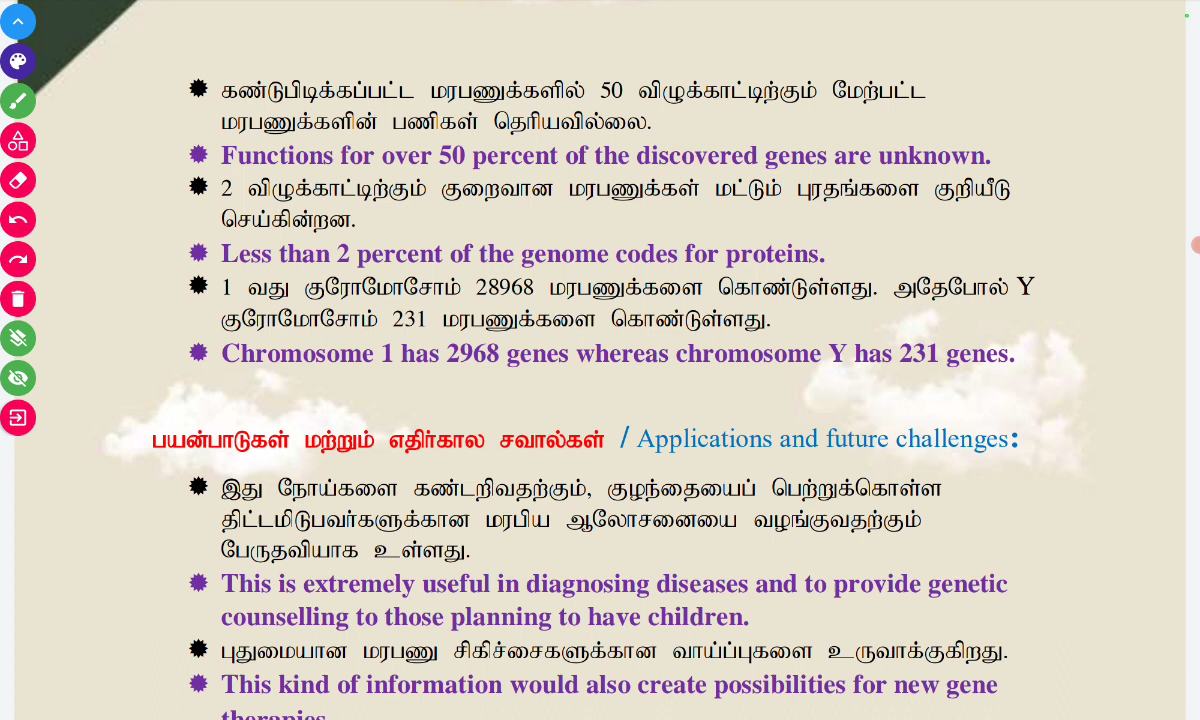 கண்டுபிடிக்கப்பட்ட மரபணுக்களில் 50 விழுக்காட்டிற்கும் மேற்பட்ட
மரபணுக்களின் பணிகள் தெரியவில்லை.
Functions for over 50 percent of the discovered genes are unknown.
2 விழுக்காட்டிற்கும் குறைவான மரபணுக்கள் மட்டும் புரதங்களை குறியீடு
செய்கின்றன.
Less than 2 percent of the genome codes for proteins.
1 வது குரோமோசோம் 28968 மரபணுக்களை கொண்டுள்ளது. அதேபோல் Y
குரோமோசோம் 231 மரபணுக்களை கொண்டுள்ளது.
Chromosome 1 has 2968 genes whereas chromosome Y has 231 genes.
பயன்பாடுகள் மற்றும் எதிர்கால சவால்கள் / Applications and future challenges:
இது நோய்களை கண்டறிவதற்கும், குழந்தையைப் பெற்றுக்கொள்ள
திட்டமிடுபவர்களுக்கான மரபிய ஆலோசனையை வழங்குவதற்கும்
பேருதவியாக உள்ளது.
This is extremely useful in diagnosing diseases and to provide genetic
counselling to those planning to have children.
புதுமையான மரபணு சிகிச்சைகளுக்கான வாய்ப்புகளை உருவாக்குகிறது.
This kind of information would also create possibilities for new gene
therapies